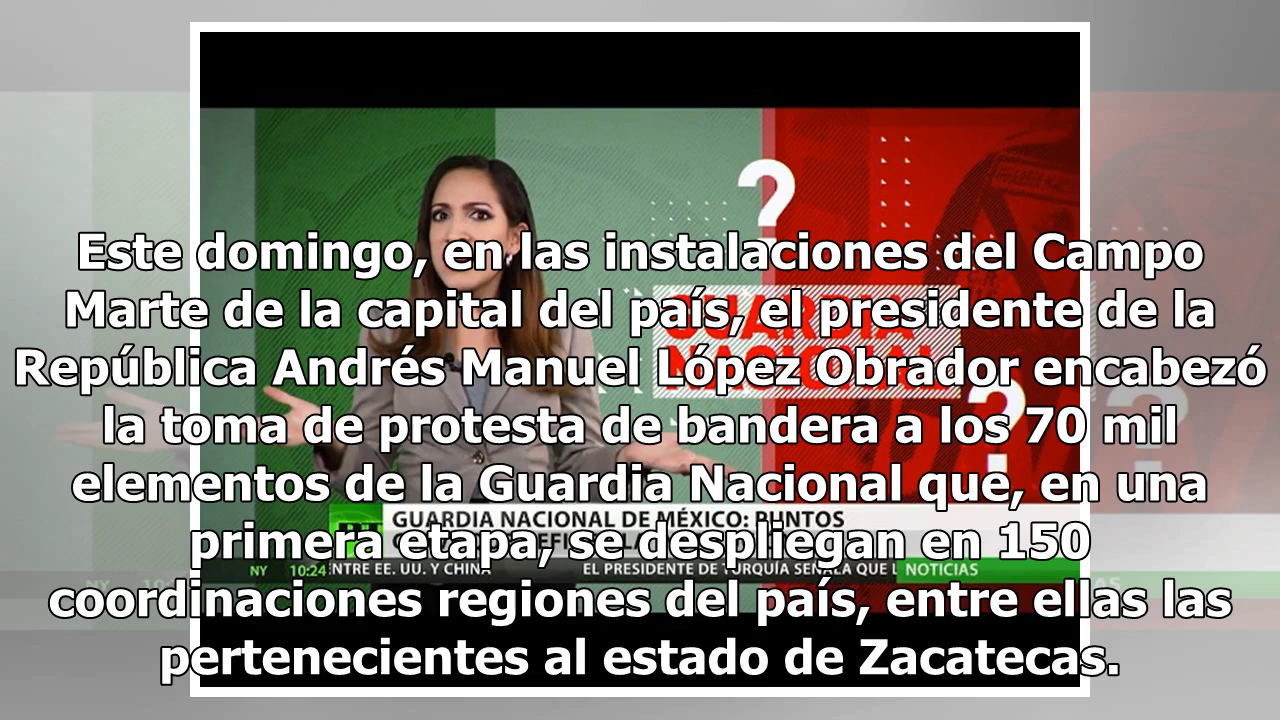 Este domingo, en las instalaciones del Campo
Marte de la capital del país, el presidente de la
República Andrés Manuel López Obrador encabezó
la toma de protesta de bandera a los 70 mil
elementos de la Guardia Nacional que, en una
primera etapa, se despliegan en 150
coordinaciones regiones del país, entre ellas las
pertenecientes al estado de Zacatecas.
?
GUARDIA
NACIONAL
?
RT
GUARDIA NACIONAL DE MÉXICO: PUNTOS
NY 10:24 ENTRE EE. UU. Y CHINA EL PRESIDENTE DE TURQUÍA SEÑALA QUE L NOTICIAS